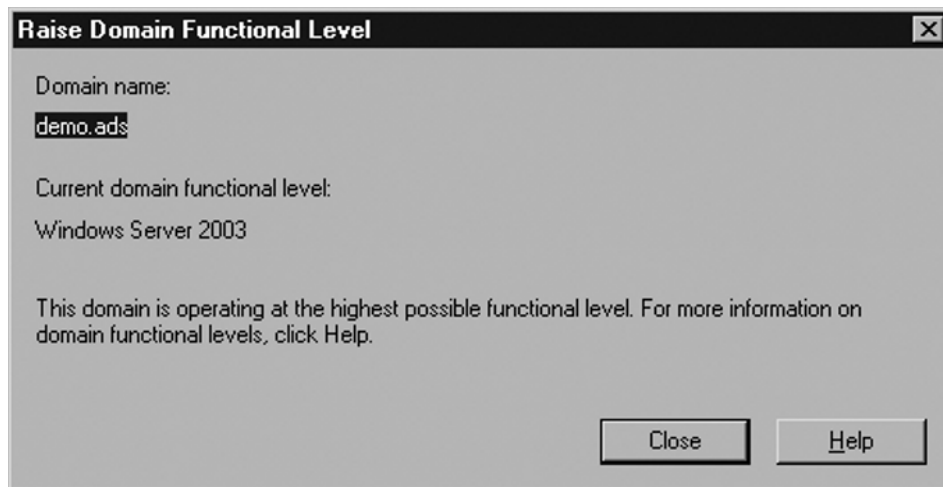 Raise Domain Functional Level
Domain name:
demo.ads
Current domain functional level:
Windows Server 2003
This domain is operating at the highest possible functional level. For more information on
domain functional levels, click Help.
Close
Help